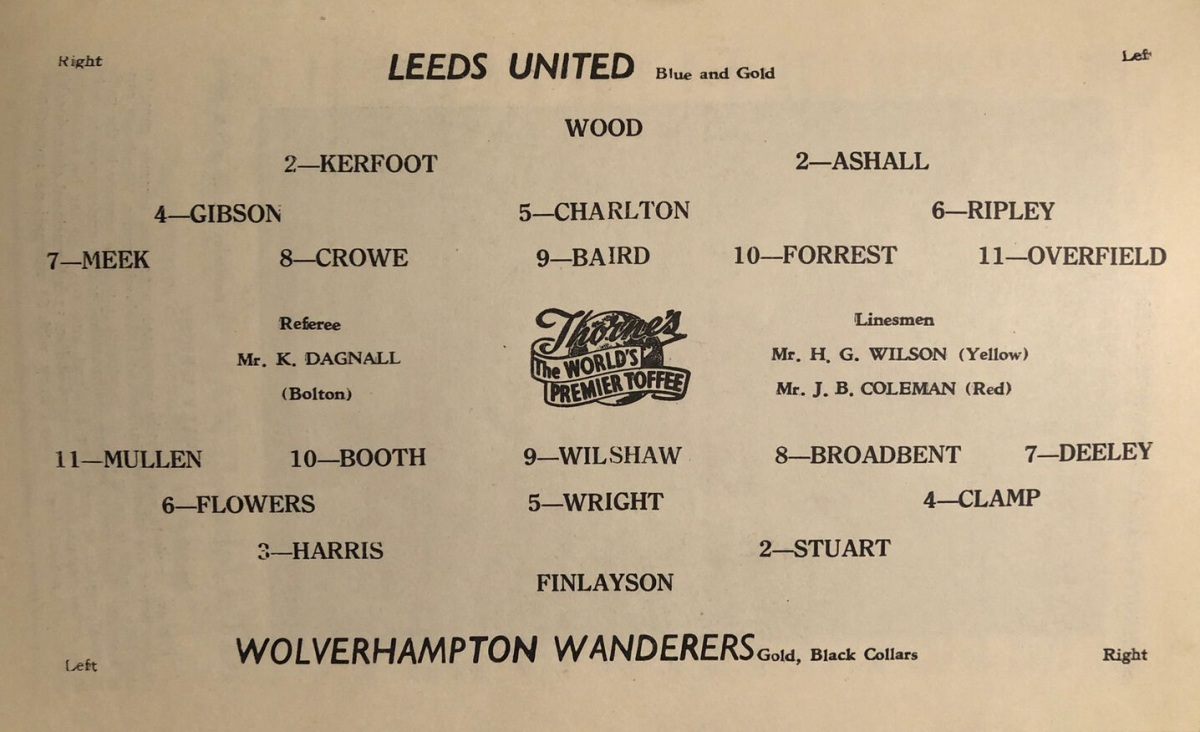 Right LEEDS UNITED Blue and Gold Left
WOOD
2—KERFOOT 2—ASHALL
4—GIBSON 5—CHARLTON 6—RIPLEY
7—MEEK 8—CROWE 9—BAIRD 10—FORREST 11—OVERFIELD
Referee
Mr. K. DAGNALL
(Bolton)
Thorne's
The WORLD'S
PREMIER TOFFEE
Linesmen
Mr. H. G. WILSON (Yellow)
Mr. J. B. COLEMAN (Red)
11—MULLEN 10—BOOTH 9—WILSHAW 8—BROADBENT 7—DEELEY
6—FLOWERS 5—WRIGHT 4—CLAMP
3—HARRIS 2—STUART
FINLAYSON
Left WOLVERHAMPTON WANDERERS Gold, Black Collars Right